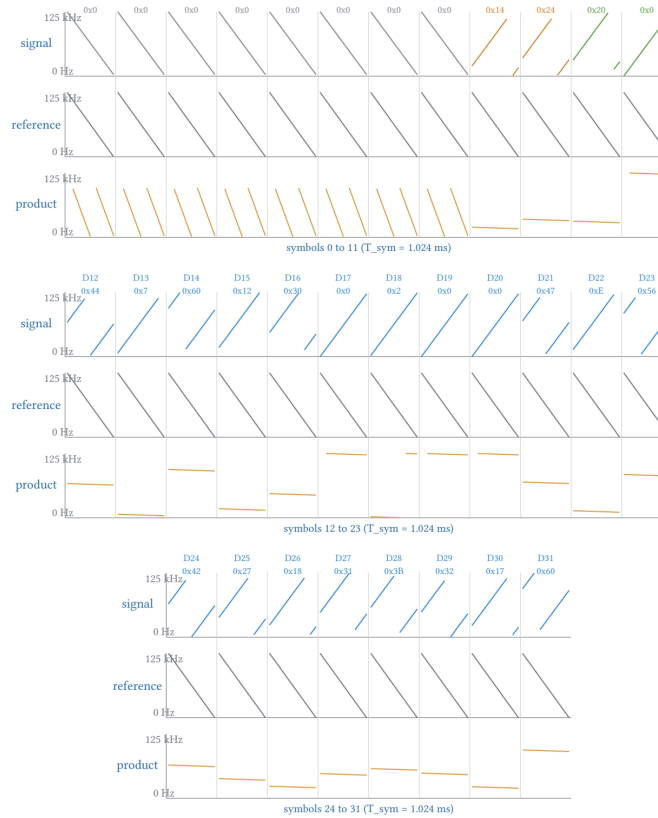 0x0 0x0 0x0 0x0 0x0 0x0 0x0 0x0 0x14 0x24 0x20 0x0
125 kHz
signal
0 Hz
125 kHz
reference
0 Hz
125 kHz
product
0 Hz
symbols 0 to 11 (T_sym = 1.024 ms)
D12 D13 D14 D15 D16 D17 D18 D19 D20 D21 D22 D23
0x44 0x7 0x60 0x12 0x30 0x0 0x2 0x0 0x0 0x47 0xE 0x56
125 kHz
signal
0 Hz
125 kHz
reference
0 Hz
125 kHz
product
0 Hz
symbols 12 to 23 (T_sym = 1.024 ms)
D24 D25 D26 D27 D28 D29 D30 D31
0x42 0x27 0x18 0x31 0x3B 0x32 0x17 0x60
125 kHz
signal
0 Hz
125 kHz
reference
0 Hz
125 kHz
product
0 Hz
symbols 24 to 31 (T_sym = 1.024 ms)